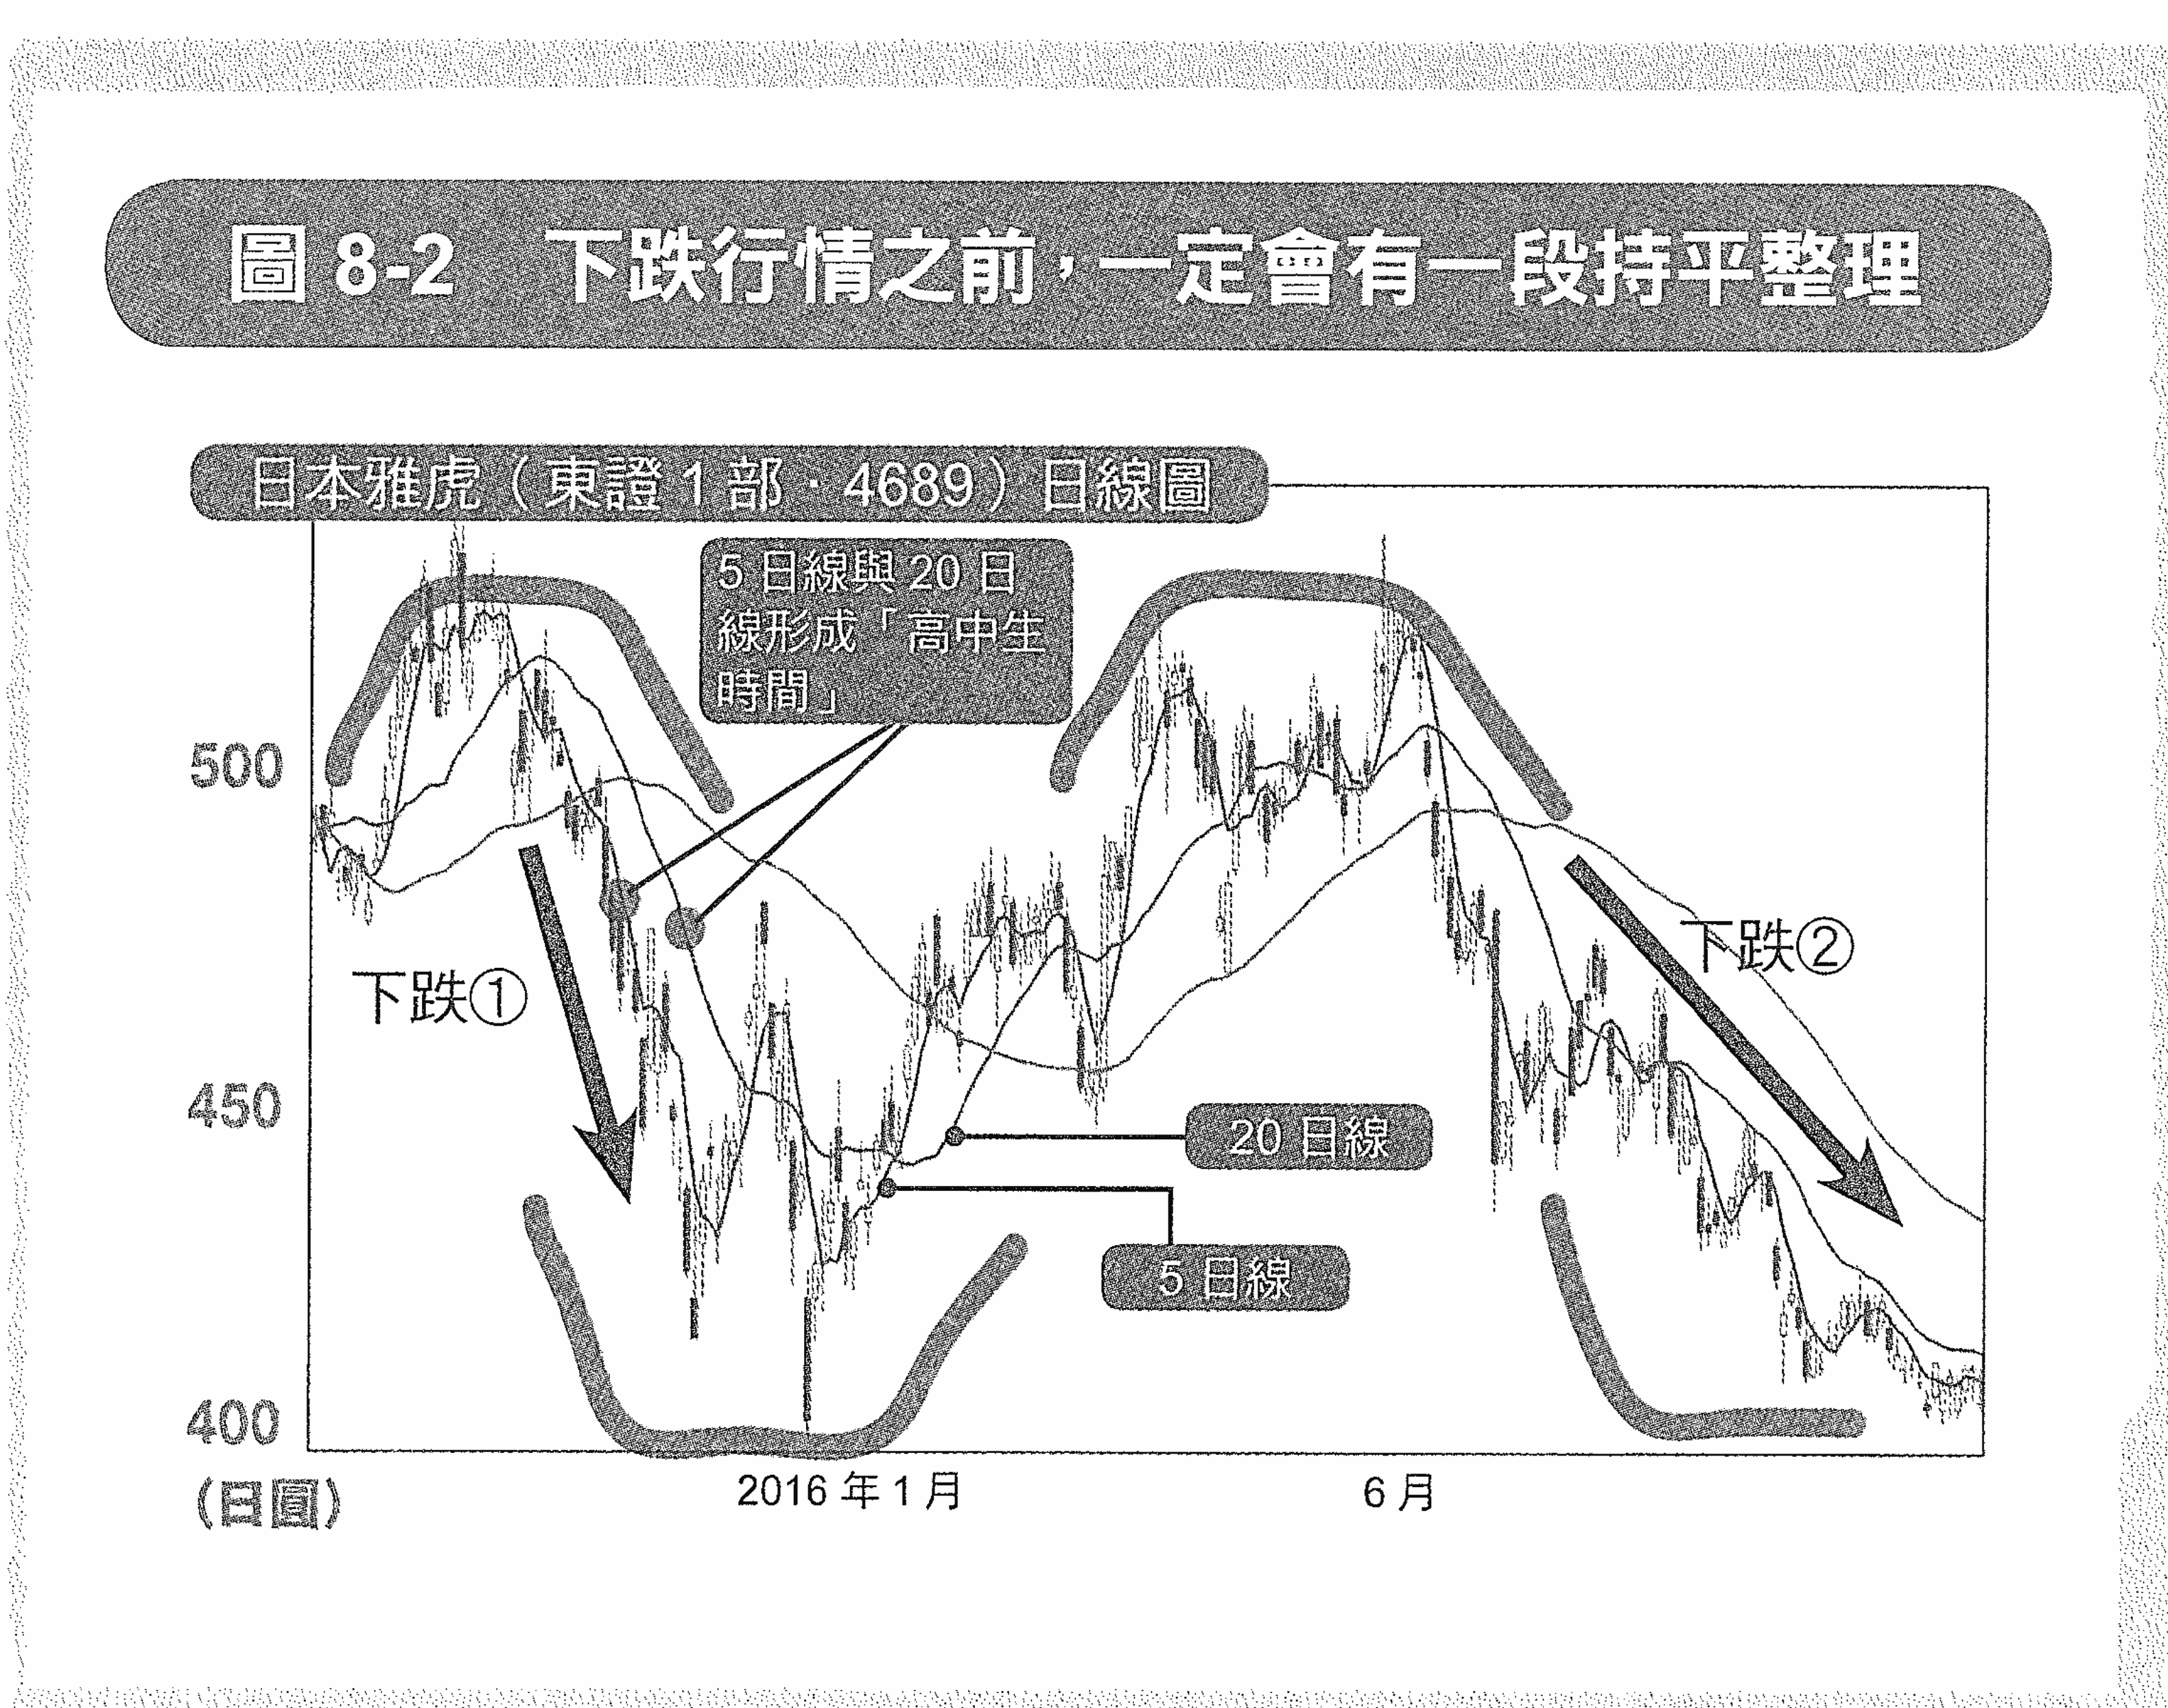 圖 8-2　下跌行情之前，一定會有一段持平整理
日本雅虎（東證 1 部‧4689）日線圖
5 日線與 20 日
線形成「高中生
時間」
500
下跌②
下跌①
450
20 日線
5 日線
400
2016 年 1 月
6 月
(日圓)